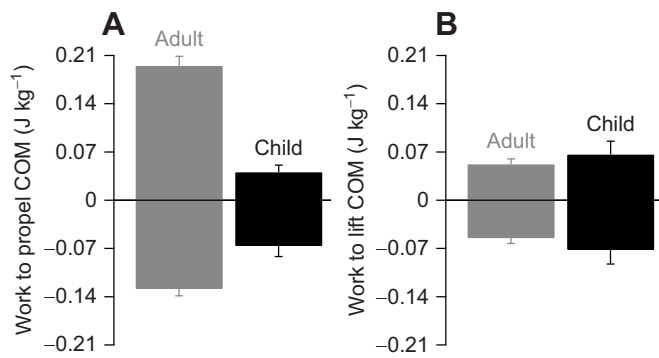 A
B
Work to propel COM (J kg−1)
0.21
0.14
0.07
0
−0.07
−0.14
−0.21
Adult
Child
Work to lift COM (J kg−1)
0.21
0.14
0.07
0
−0.07
−0.14
−0.21
Adult
Child